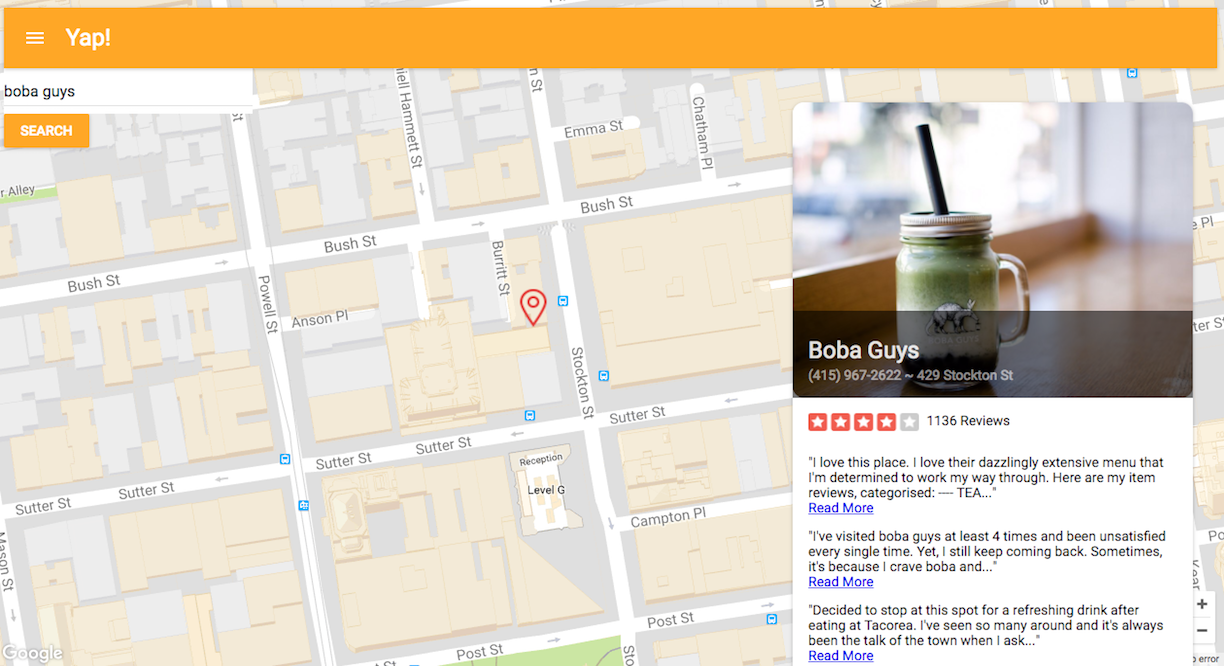 Yap!
boba guys
SEARCH
Hammett St
Emma St
Chatham Pl
Bush St
Bush St
Bush St
Burritt St
Powell St
Anson Pl
Stockton St
Sutter St
Sutter St
Sutter St
Sutter St
Sutter St
Reception
Level G
Campton Pl
Mason St
Post St
Post St
Google
Boba Guys
(415) 967-2622 ~ 429 Stockton St
1136 Reviews
"I love this place. I love their dazzlingly extensive menu that
I'm determined to work my way through. Here are my item
reviews, categorised: ---- TEA..."
Read More
"I've visited boba guys at least 4 times and been unsatisfied
every single time. Yet, I still keep coming back. Sometimes,
it's because I crave boba and..."
Read More
"Decided to stop at this spot for a refreshing drink after
eating at Tacorea. I've seen so many around and it's always
been the talk of the town when I ask..."
Read More
error